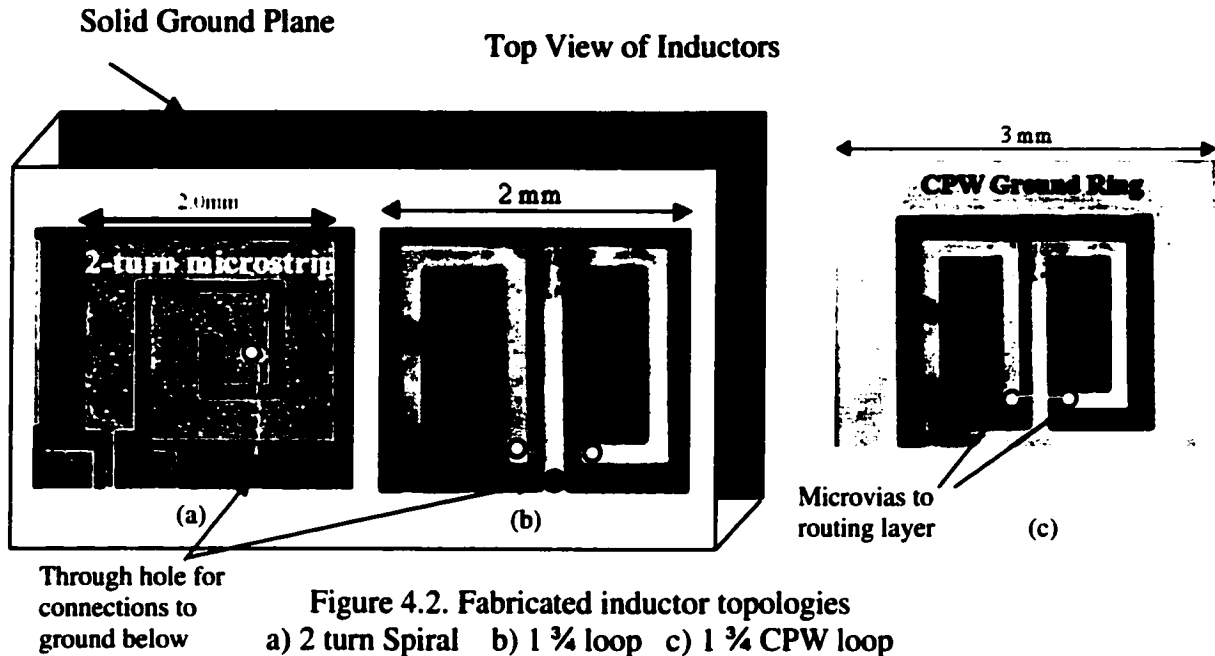 Solid Ground Plane
Top View of Inductors
3 mm
CPW Ground Ring
2.0mm
2 mm
2-turn microstrip
(a)
(b)
Microvias to
routing layer
(c)
Through hole for
connections to
ground below
Figure 4.2. Fabricated inductor topologies
a) 2 turn Spiral b) 1 ¾ loop c) 1 ¾ CPW loop